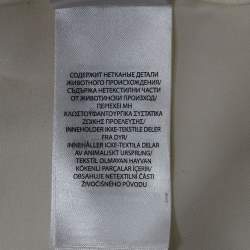 СОДЕРЖИТ НЕТКАНЫЕ ДЕТАЛИ
ЖИВОТНОГО ПРОИСХОЖДЕНИЯ/
СЪДЪРЖА НЕТЕКСТИЛНИ ЧАСТИ
ОТ ЖИВОТИНСКИ ПРОИЗХОД/
ΠΕΡΙΕΧΕΙ ΜΗ
ΚΛΩΣΤΟΫΦΑΝΤΟΥΡΓΙΚΑ ΣΥΣΤΑΤΙΚΑ
ΖΩΙΚΗΣ ΠΡΟΕΛΕΥΣΗΣ/
INNEHOLDER IKKE-TEKSTILE DELER
FRA DYR/
INNEHÅLLER ICKE-TEXTILA DELAR
AV ANIMALISKT URSPRUNG/
TEKSTİL OLMAYAN HAYVAN
KÖKENLİ PARÇALAR İÇERİR/
OBSAHUJE NETEXTILNÍ ČÁSTI
ŽIVOČIŠNÉHO PŮVODU